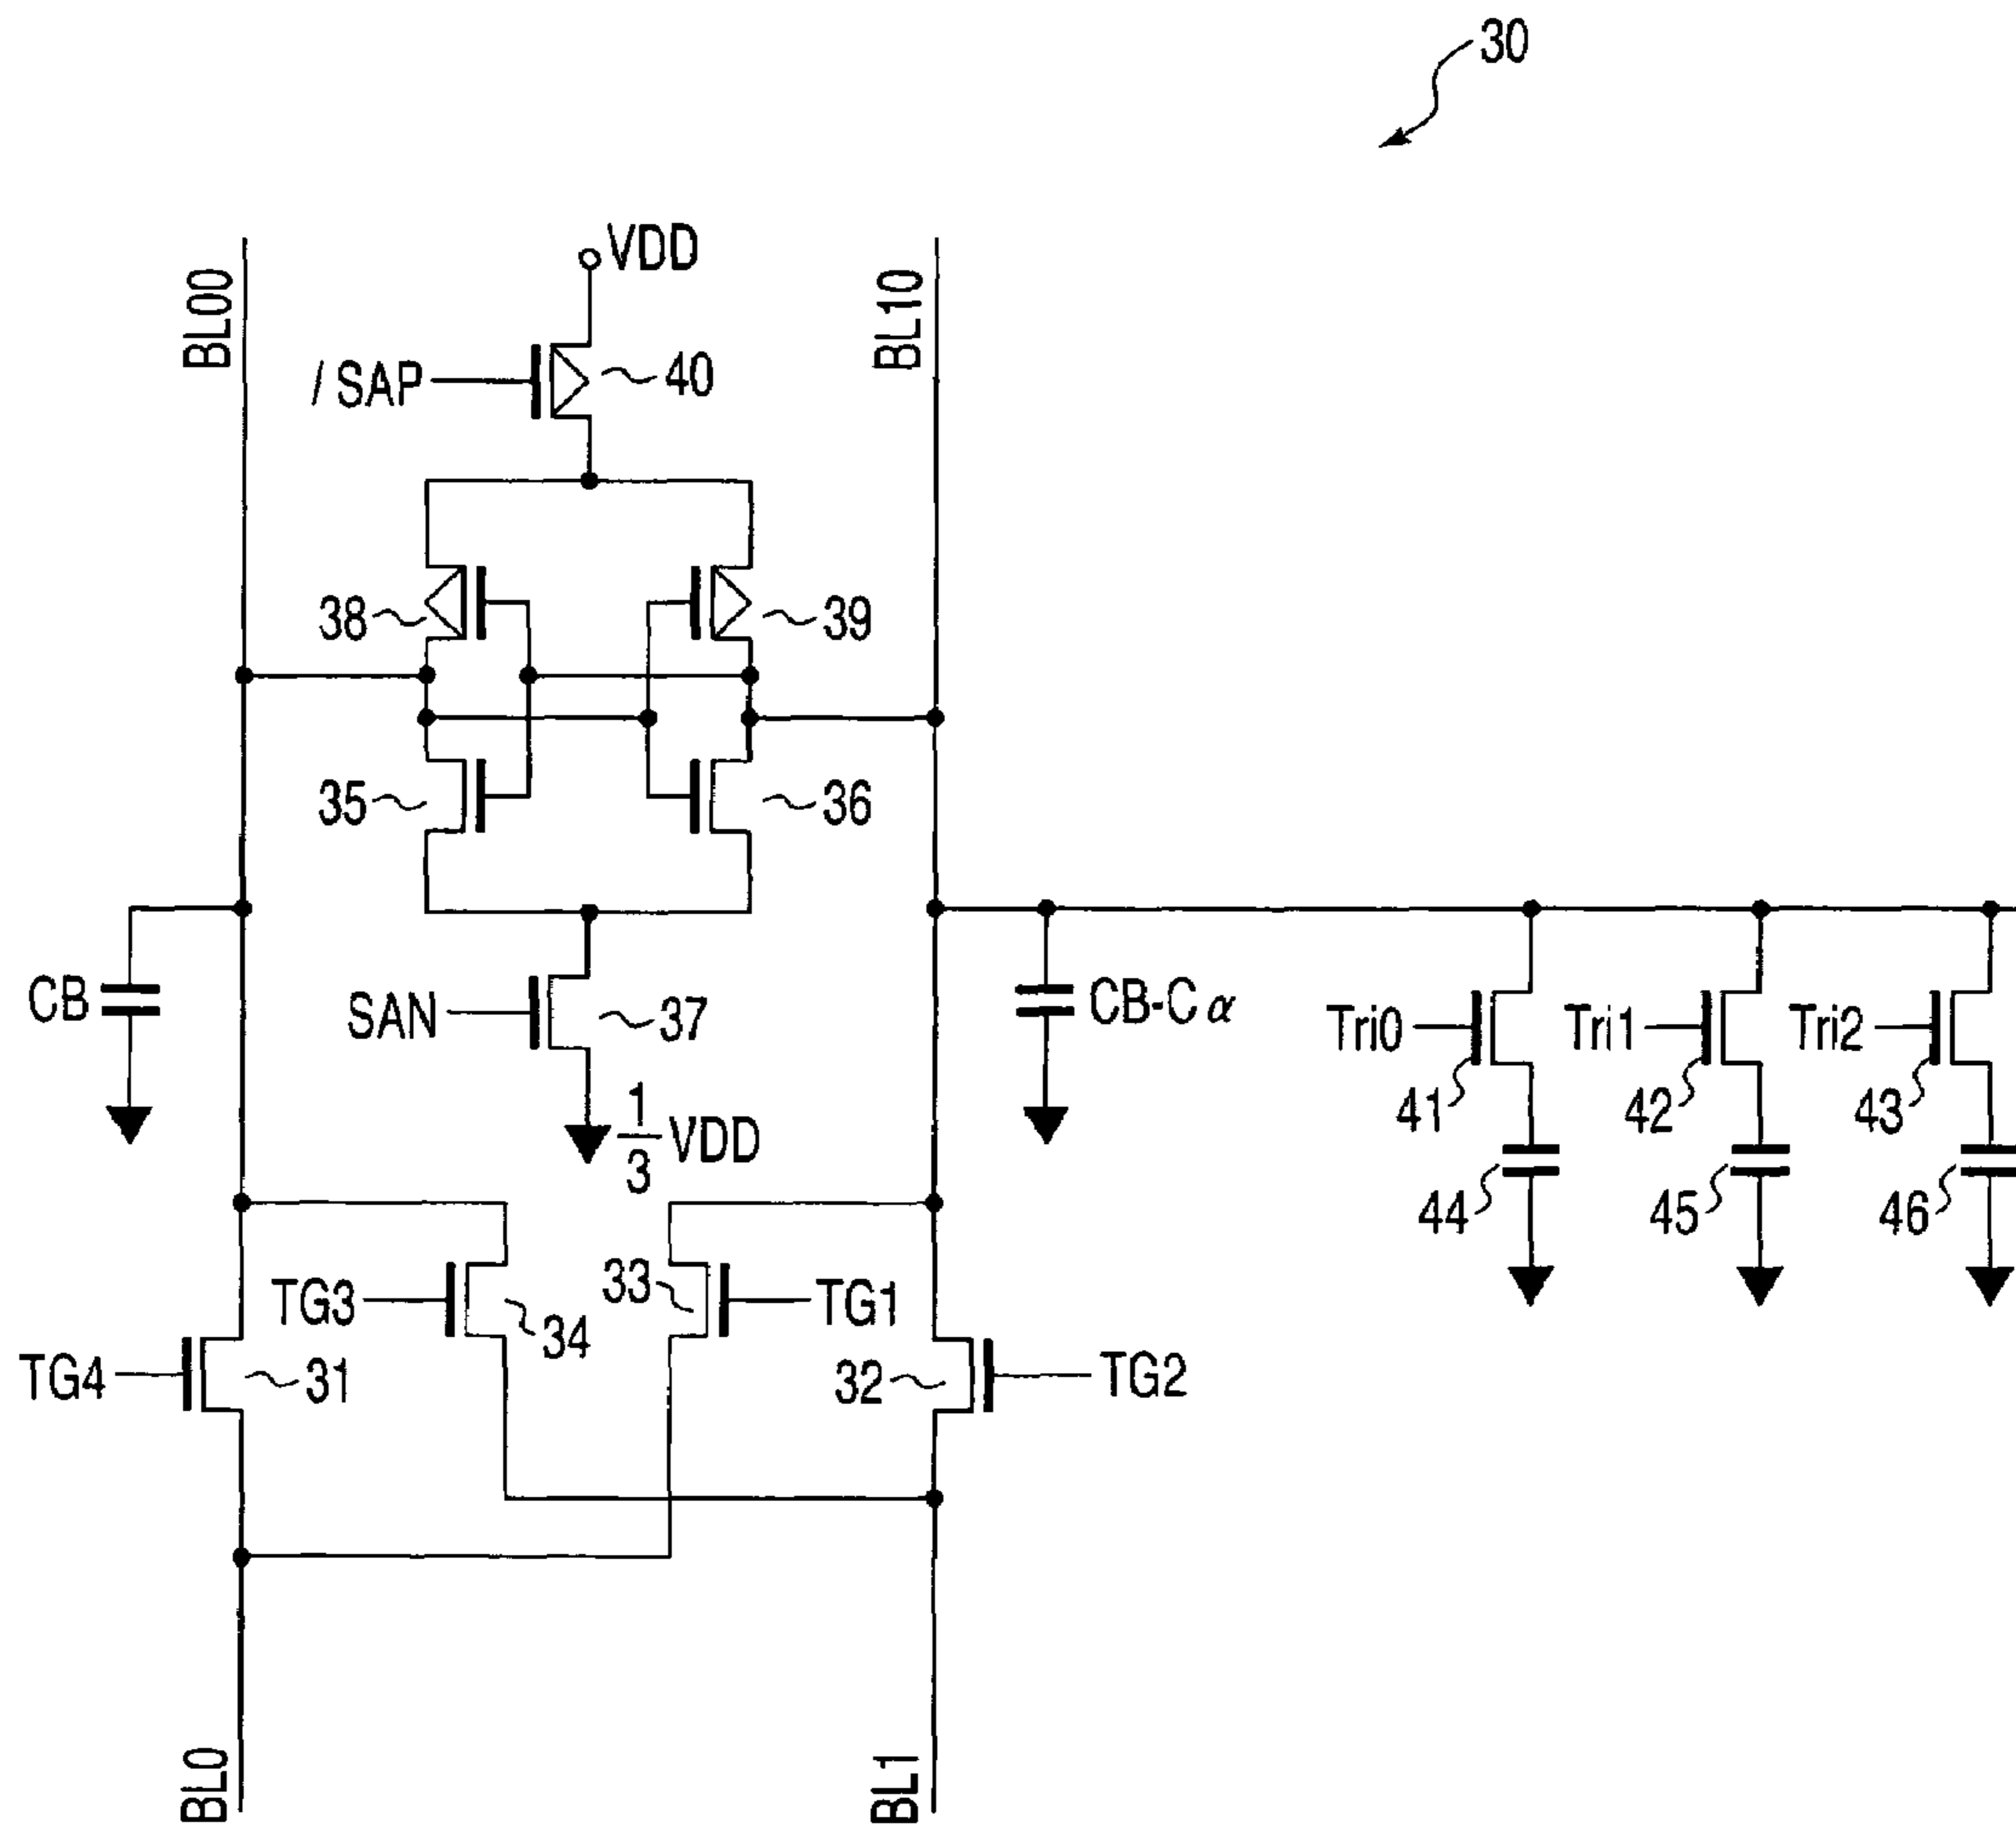 30
VDD
BL00
BL10
/ SAP
40
38
39
35
36
CB
SAN
37
CB-Cα
Tri0
Tri1
Tri2
41
42
43
1/3 VDD
44
45
46
TG3
34
33
TG1
TG4
31
32
TG2
BL0
BL1